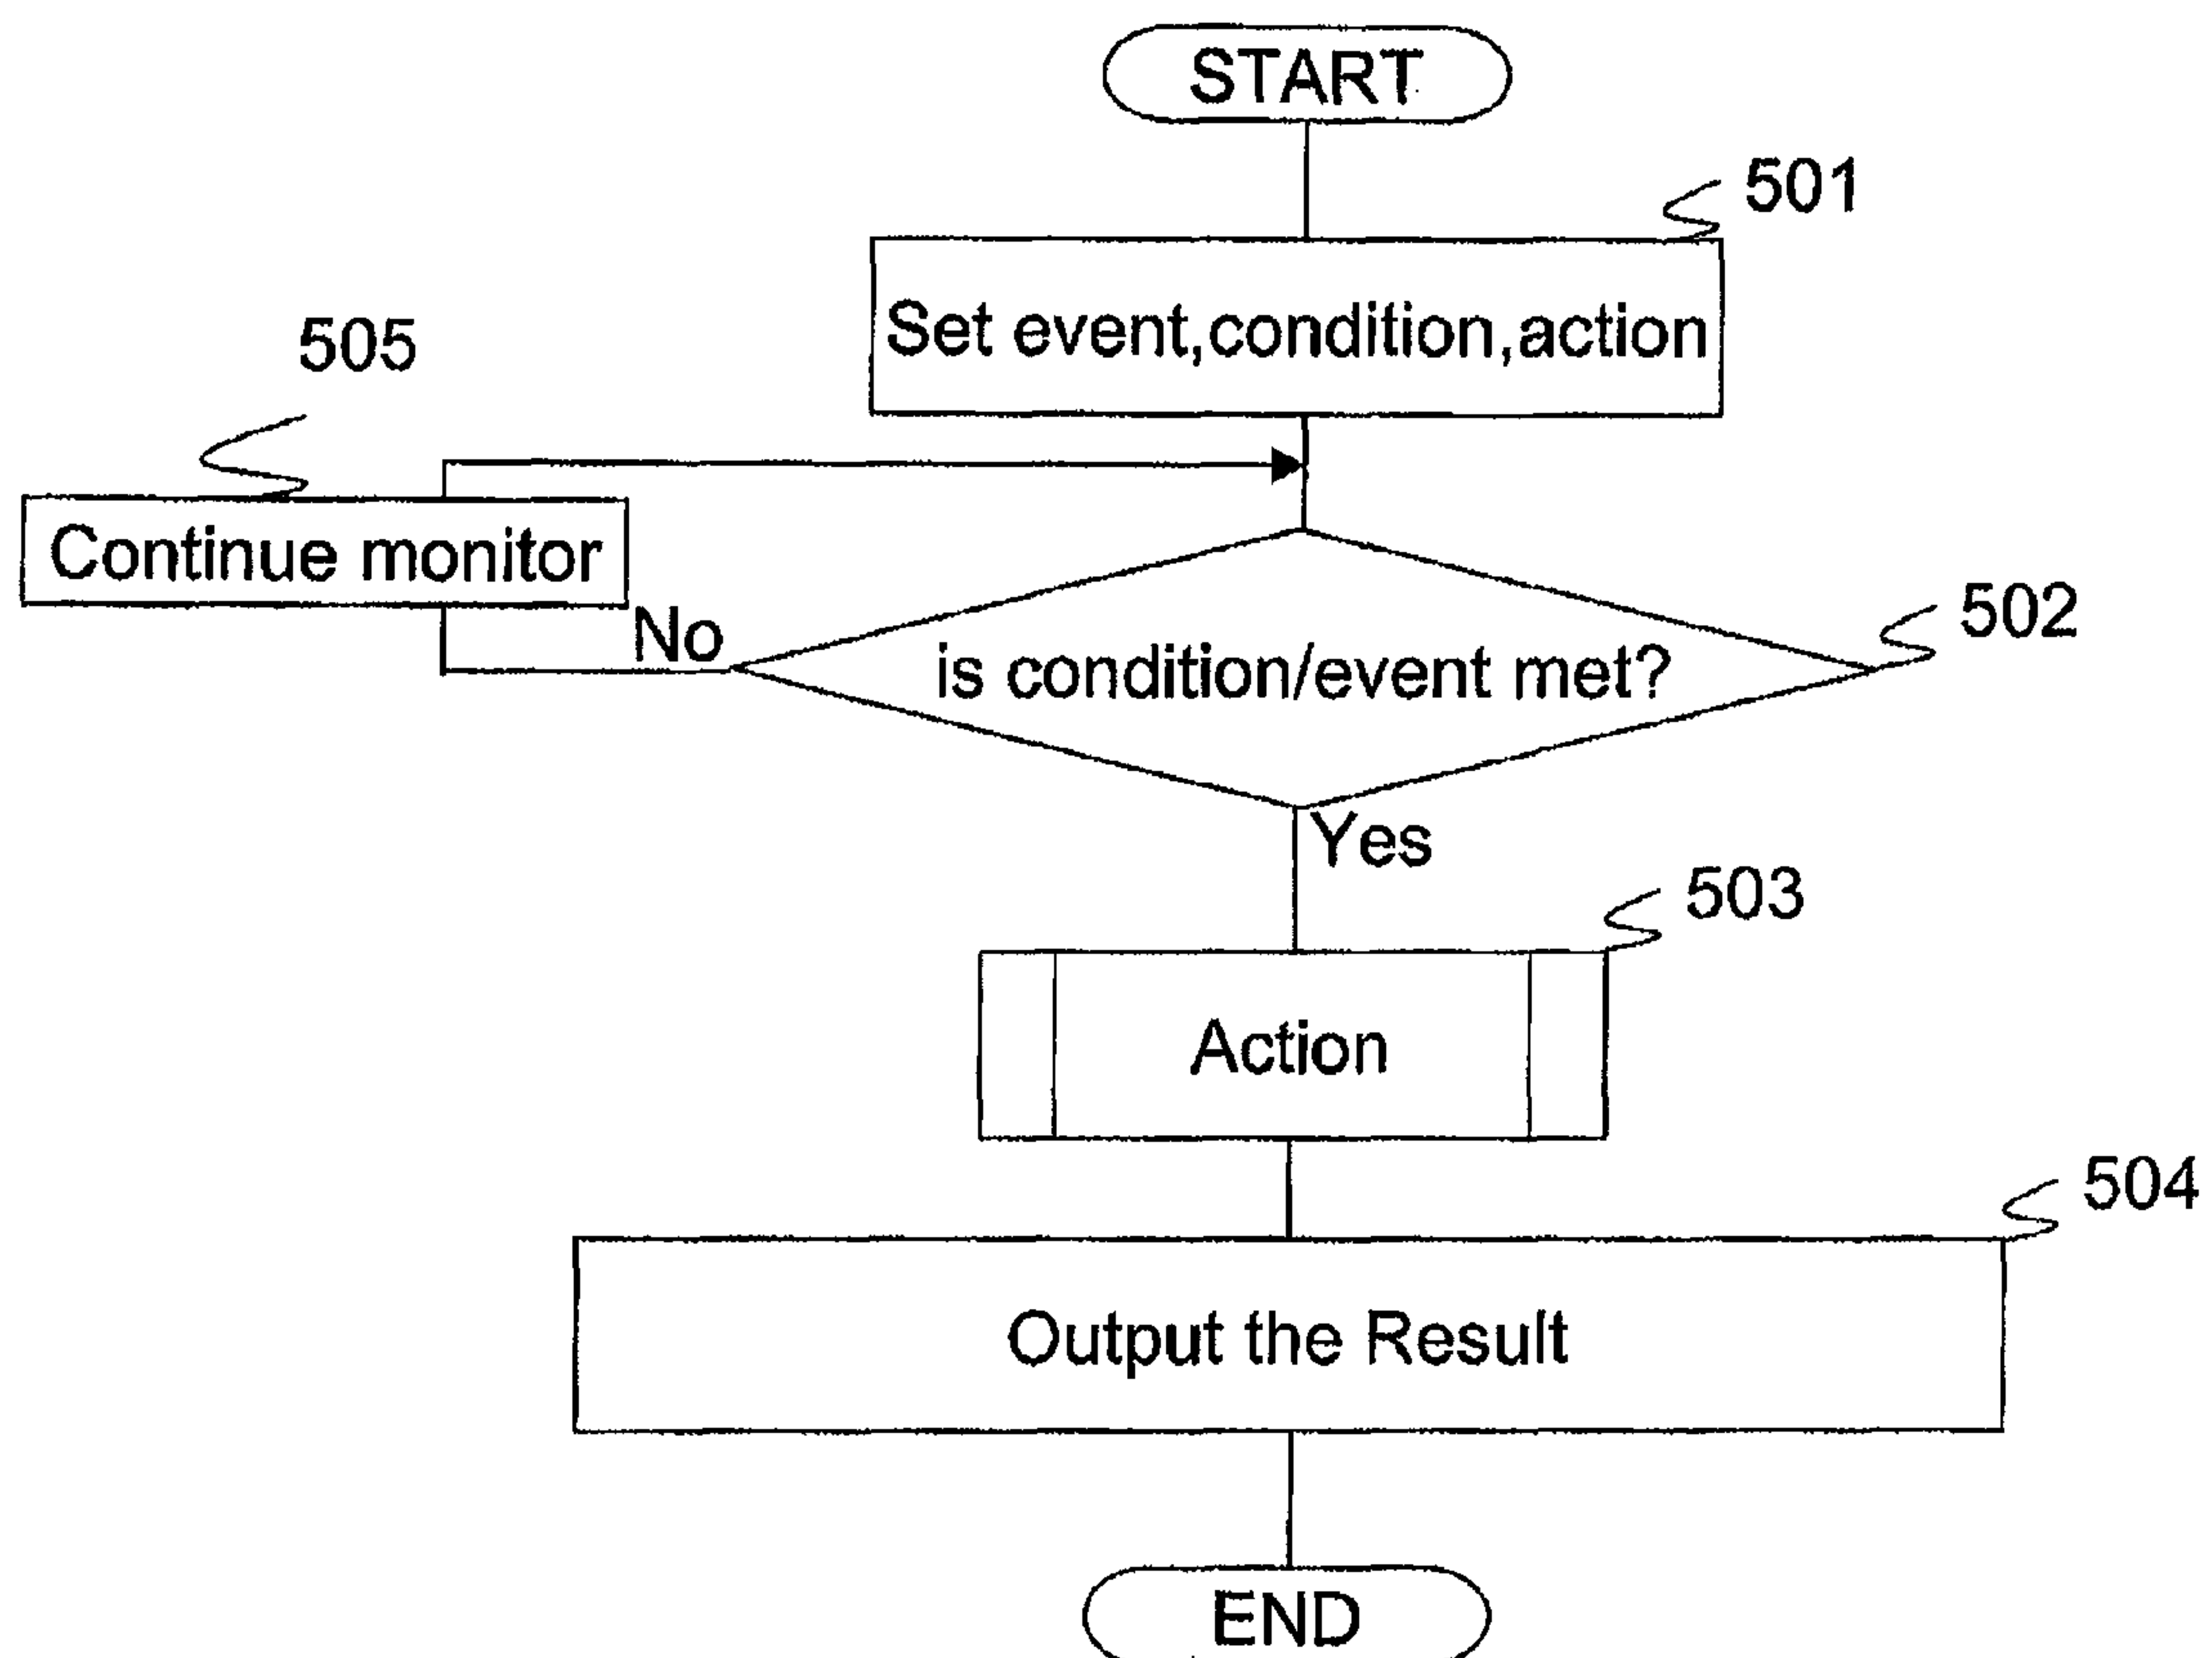 START
501
Set event,condition,action
505
Continue monitor
No
is condition/event met?
502
Yes
503
Action
504
Output the Result
END